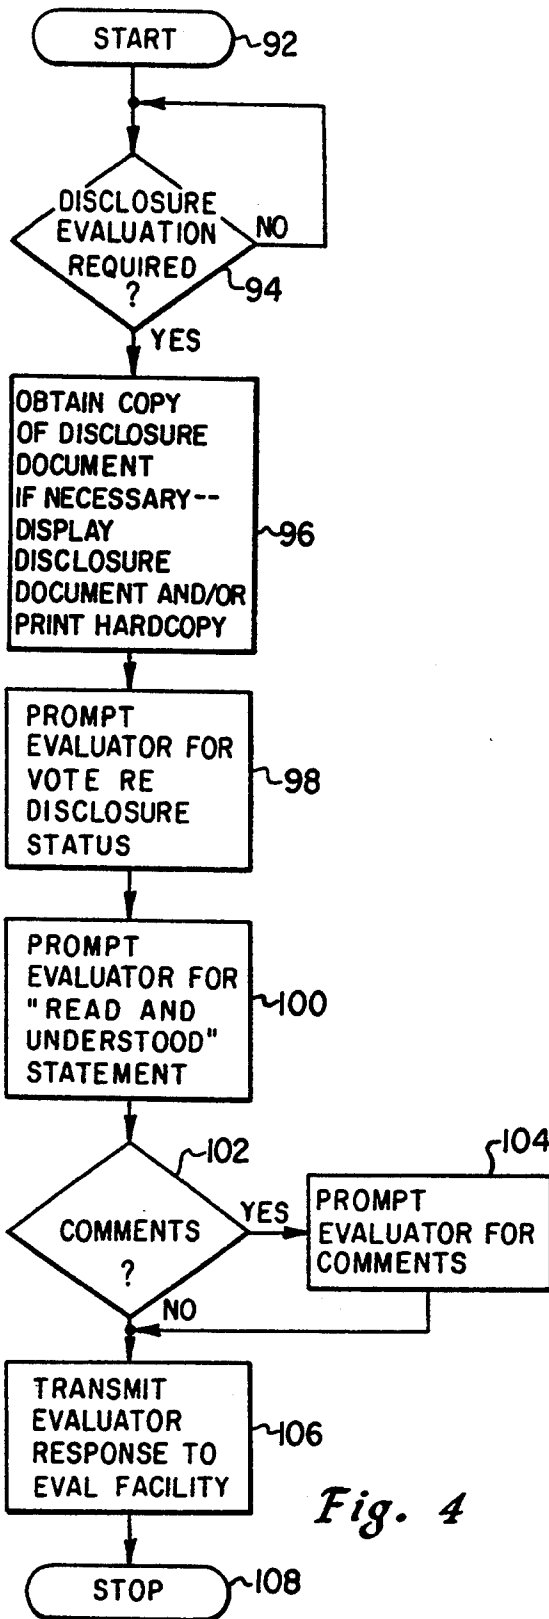 START
92
DISCLOSURE
EVALUATION
REQUIRED
?
NO
94
YES
OBTAIN COPY
OF DISCLOSURE
DOCUMENT
IF NECESSARY--
DISPLAY
DISCLOSURE
DOCUMENT AND/OR
PRINT HARDCOPY
96
PROMPT
EVALUATOR FOR
VOTE RE
DISCLOSURE
STATUS
98
PROMPT
EVALUATOR FOR
"READ AND
UNDERSTOOD"
STATEMENT
100
102
COMMENTS
?
YES
NO
104
PROMPT
EVALUATOR FOR
COMMENTS
TRANSMIT
EVALUATOR
RESPONSE TO
EVAL FACILITY
106
Fig. 4
STOP
108